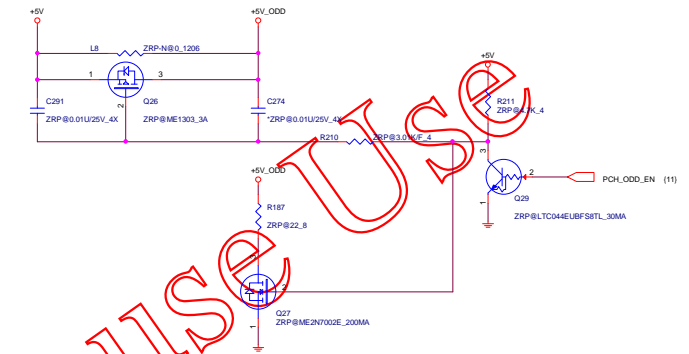 +5V
+5V_ODD
L8
ZRP-N@0_1206
+5V
1
3
2
C291
ZRP@0.01U/25V_4X
Q26
ZRP@ME1303_3A
C274
*ZRP@0.01U/25V_4X
R211
ZRP@4.7K_4
R210
ZRP@3.01K/F_4
3
2
PCH_ODD_EN (11)
1
Q29
ZRP@LTC044EUBFS8TL_30MA
+5V_ODD
R187
ZRP@22_8
2
Q27
ZRP@ME2N7002E_200MA
1
use Use